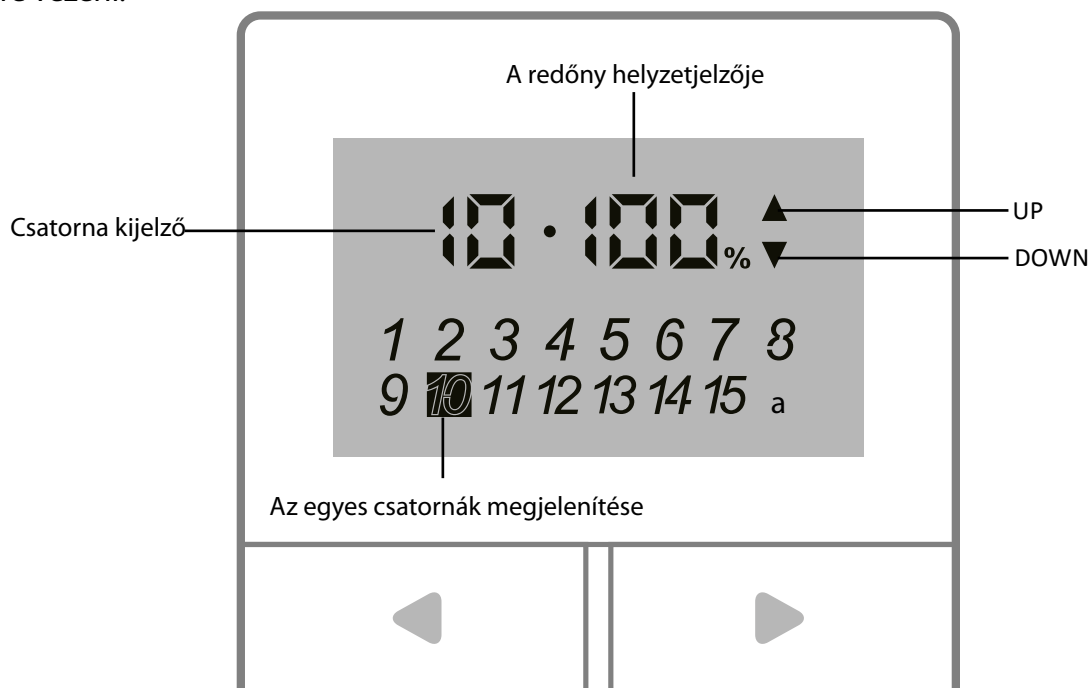 A redőny helyzetjelzője
Csatorna kijelző
10 · 100 %
▲
UP
▼
DOWN
1 2 3 4 5 6 7 8
9 10 11 12 13 14 15 a
Az egyes csatornák megjelenítése